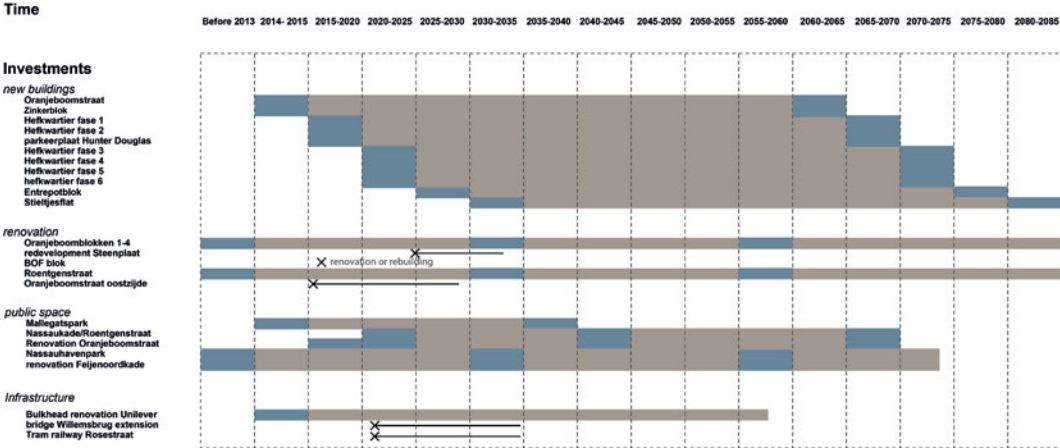 Time
Before 2013 2014- 2015 2015-2020 2020-2025 2025-2030 2030-2035 2035-2040 2040-2045 2045-2050 2050-2055 2055-2060 2060-2065 2065-2070 2070-2075 2075-2080 2080-2085
Investments
new buildings
Oranjeboomstraat
Zinkerblok
Hefkwartier fase 1
Hefkwartier fase 2
parkeerplaat Hunter Douglas
Hefkwartier fase 3
Hefkwartier fase 4
Hefkwartier fase 5
hefkwartier fase 6
Entrepotblok
Stieltjesflat
renovation
Oranjeboomblokken 1-4
redevelopment Steenplaat
BOF blok renovation or rebuilding
Roentgenstraat
Oranjeboomstraat oostzijde
public space
Mallegatspark
Nassaukade/Roentgenstraat
Renovation Oranjeboomstraat
Nassauhavenpark
renovation Feijenoordkade
Infrastructure
Bulkhead renovation Unilever
bridge Willemsbrug extension
Tram railway Rosestraat